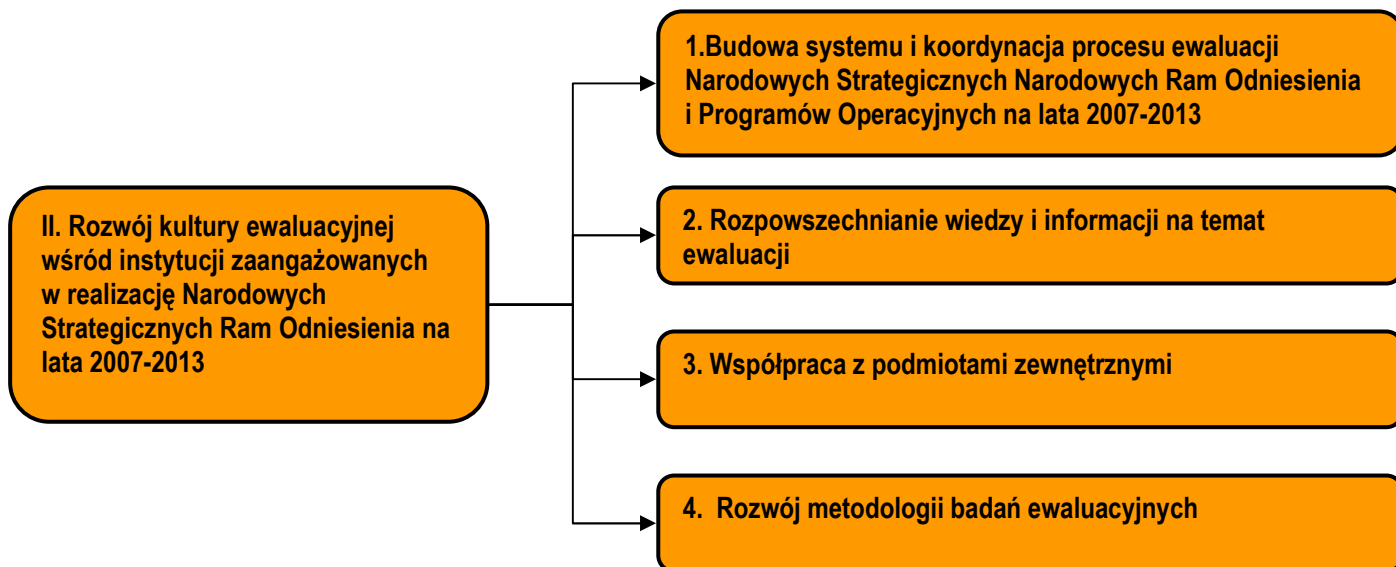 1.Budowa systemu i koordynacja procesu ewaluacji
Narodowych Strategicznych Narodowych Ram Odniesienia
i Programów Operacyjnych na lata 2007-2013
II. Rozwój kultury ewaluacyjnej
wśród instytucji zaangażowanych
w realizację Narodowych
Strategicznych Ram Odniesienia na
lata 2007-2013
2. Rozpowszechnianie wiedzy i informacji na temat
ewaluacji
3. Współpraca z podmiotami zewnętrznymi
4. Rozwój metodologii badań ewaluacyjnych